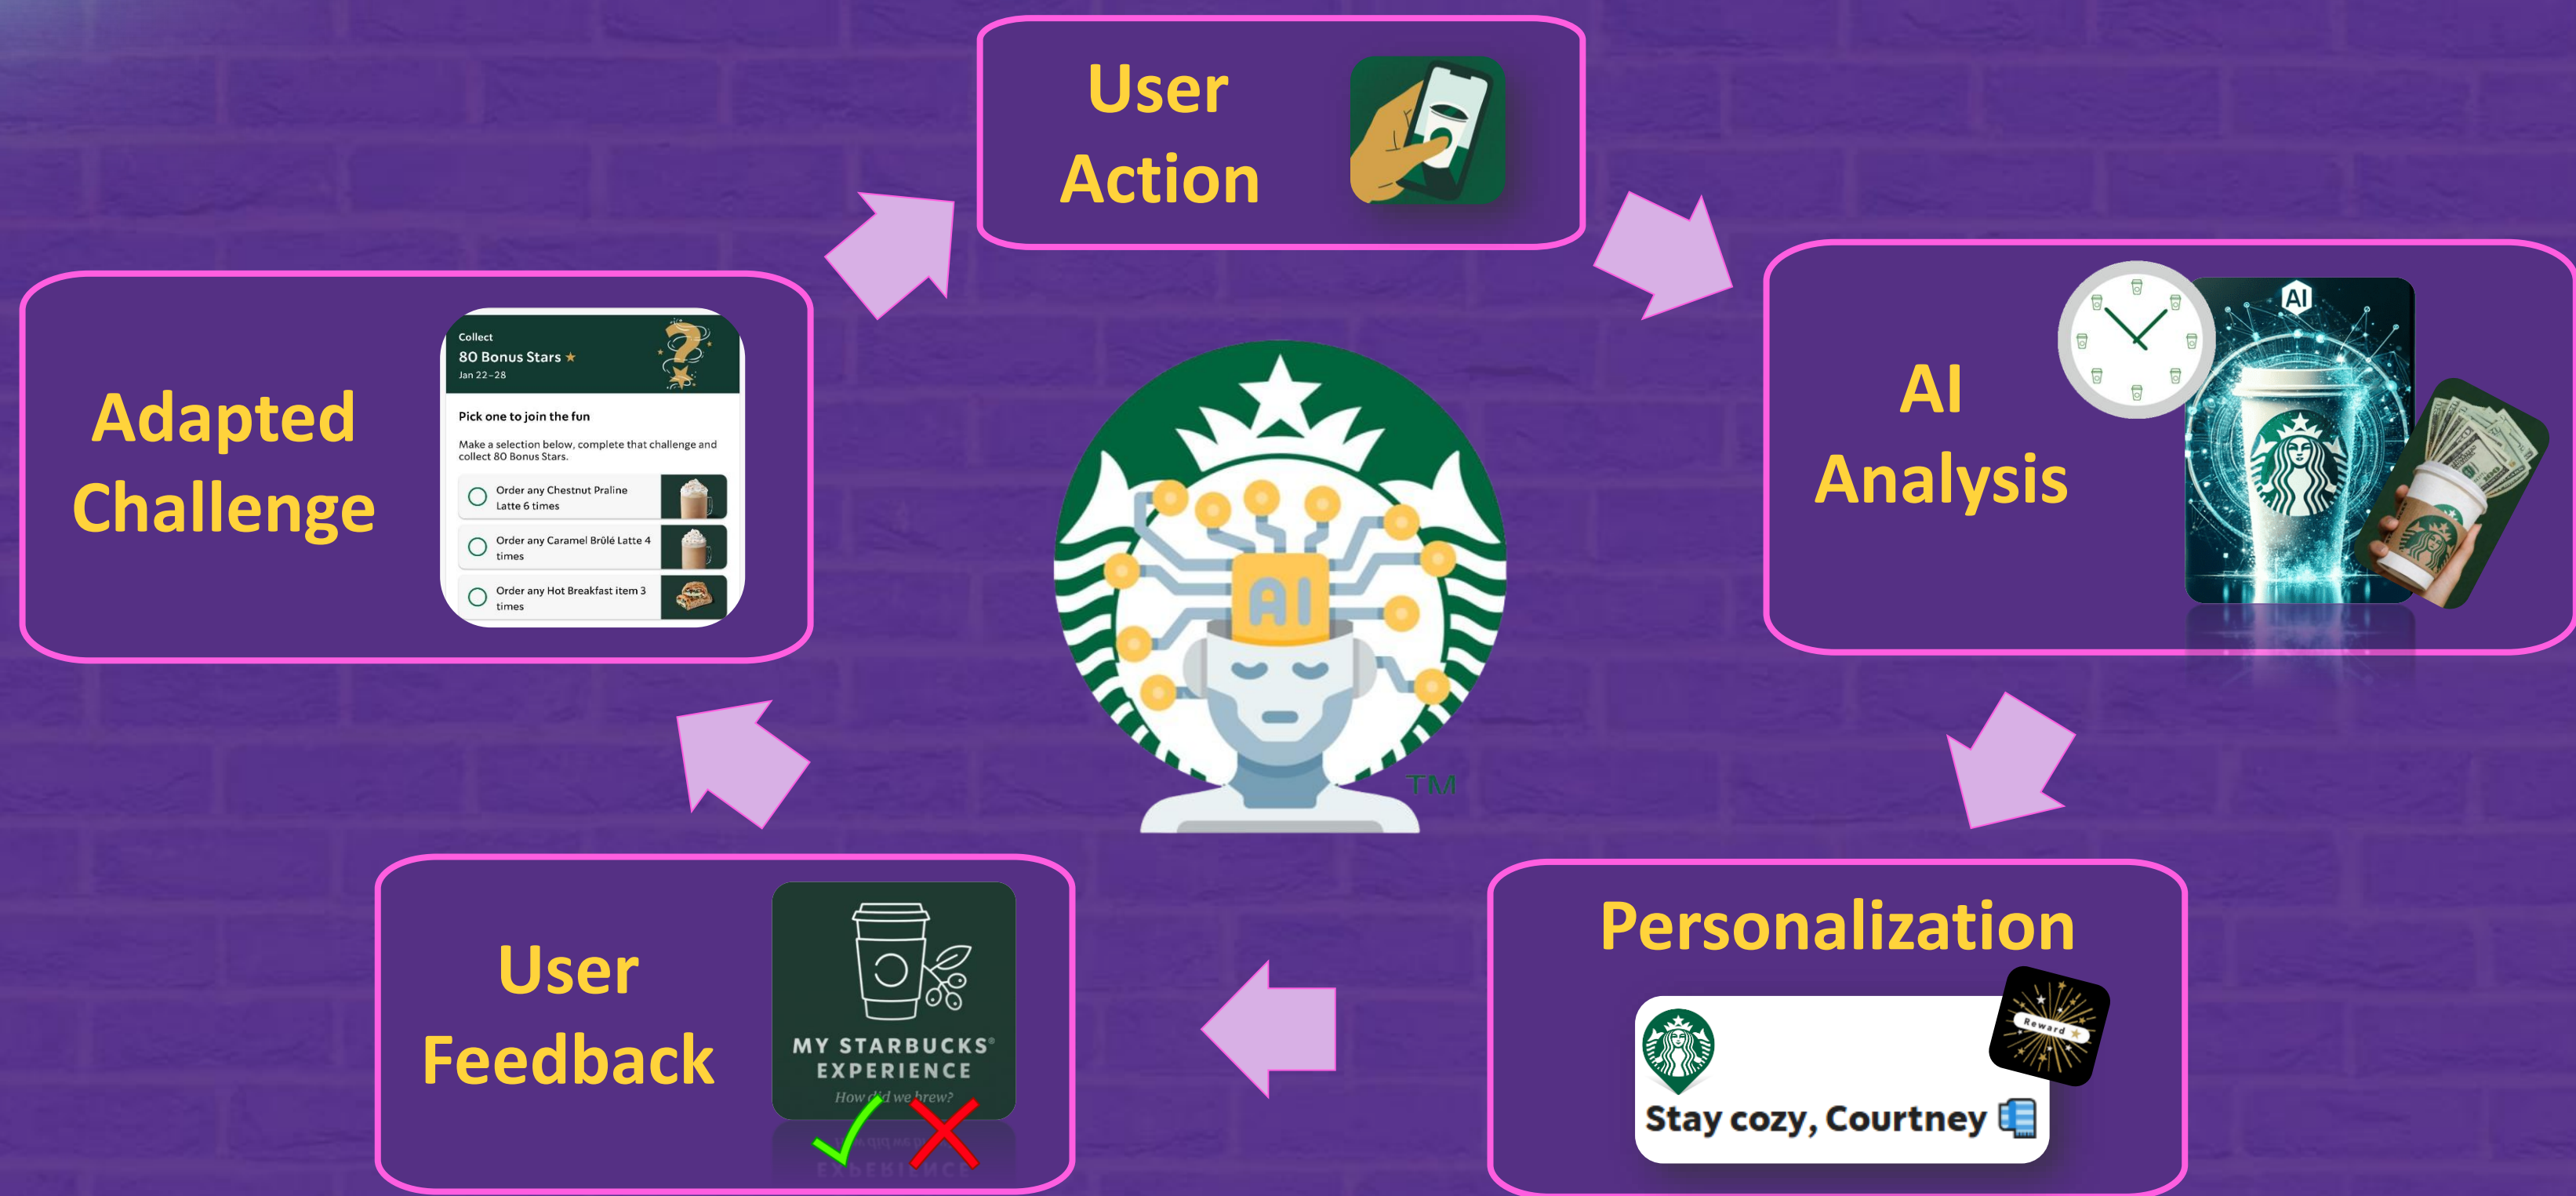 User
Action
Adapted
Challenge
Collect
80 Bonus Stars ★
Jan 22–28
Pick one to join the fun
Make a selection below, complete that challenge and
collect 80 Bonus Stars.
Order any Chestnut Praline
Latte 6 times
Order any Caramel Brûlé Latte 4
times
Order any Hot Breakfast item 3
times
AI
Analysis
AI
AI
TM
User
Feedback
MY STARBUCKS®
EXPERIENCE
How did we brew?
Personalization
Reward ★
Stay cozy, Courtney